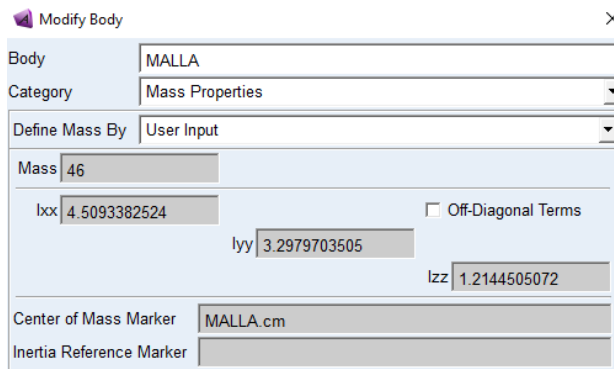 Modify Body
Body MALLA
Category Mass Properties
Define Mass By User Input
Mass 46
Ixx 4.5093382524 Off-Diagonal Terms
Iyy 3.2979703505
Izz 1.2144505072
Center of Mass Marker MALLA.cm
Inertia Reference Marker